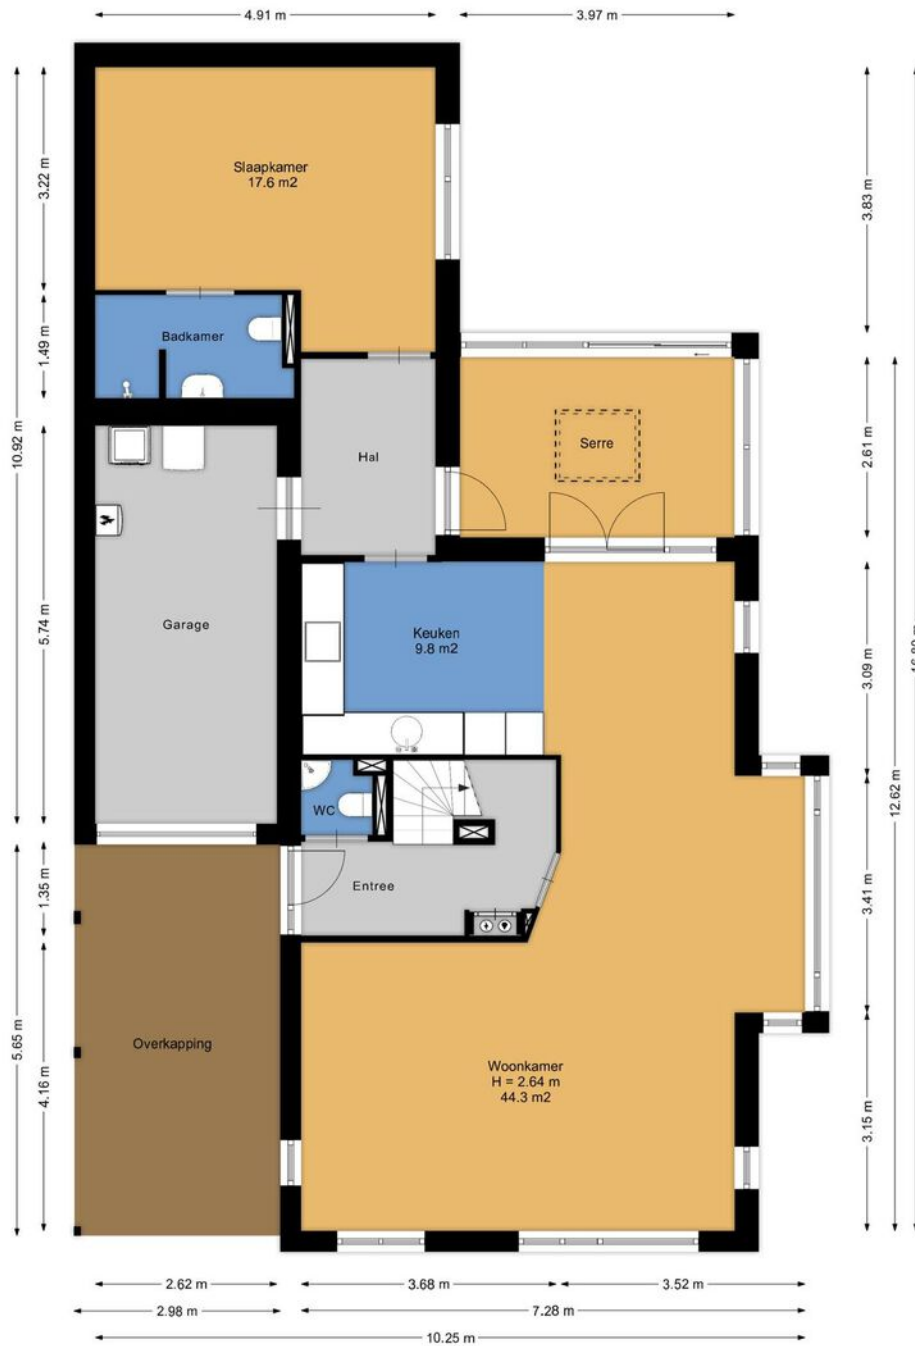 4.91 m
3.97 m
Slaapkamer
17.6 m2
3.22 m
3.83 m
Badkamer
1.49 m
Hal
Serre
10.92 m
2.61 m
Garage
5.74 m
Keuken
9.8 m2
3.09 m
12.62 m
WC
Entree
1.35 m
3.41 m
5.65 m
Overkapping
4.16 m
Woonkamer
H = 2.64 m
44.3 m2
3.15 m
2.62 m
3.68 m
3.52 m
2.98 m
7.28 m
10.25 m